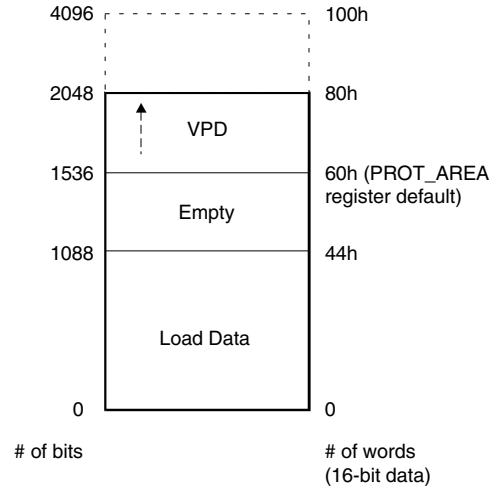 4096 100h
2048 80h
VPD
1536 60h (PROT_AREA
register default)
Empty
1088 44h
Load Data
0 0
# of bits # of words
(16-bit data)